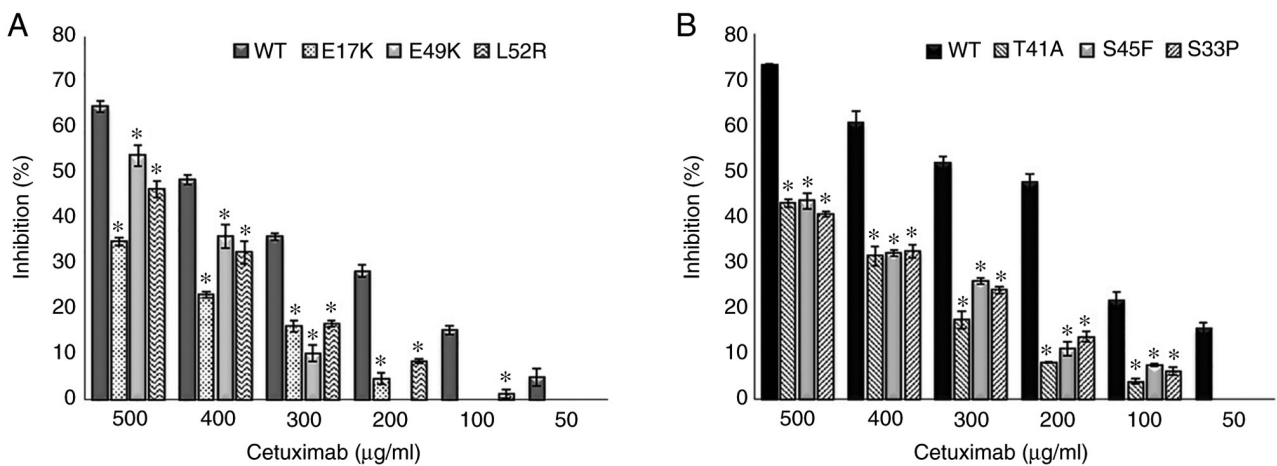 A
WT E17K E49K L52R
80
70
60
50
40
30
20
10
0
Inhibition (%)
* * *
* * *
* * *
* *
*
500 400 300 200 100 50
Cetuximab (μg/ml)
B
WT T41A S45F S33P
80
70
60
50
40
30
20
10
0
Inhibition (%)
* * *
* * *
* * *
* * *
* * *
500 400 300 200 100 50
Cetuximab (μg/ml)